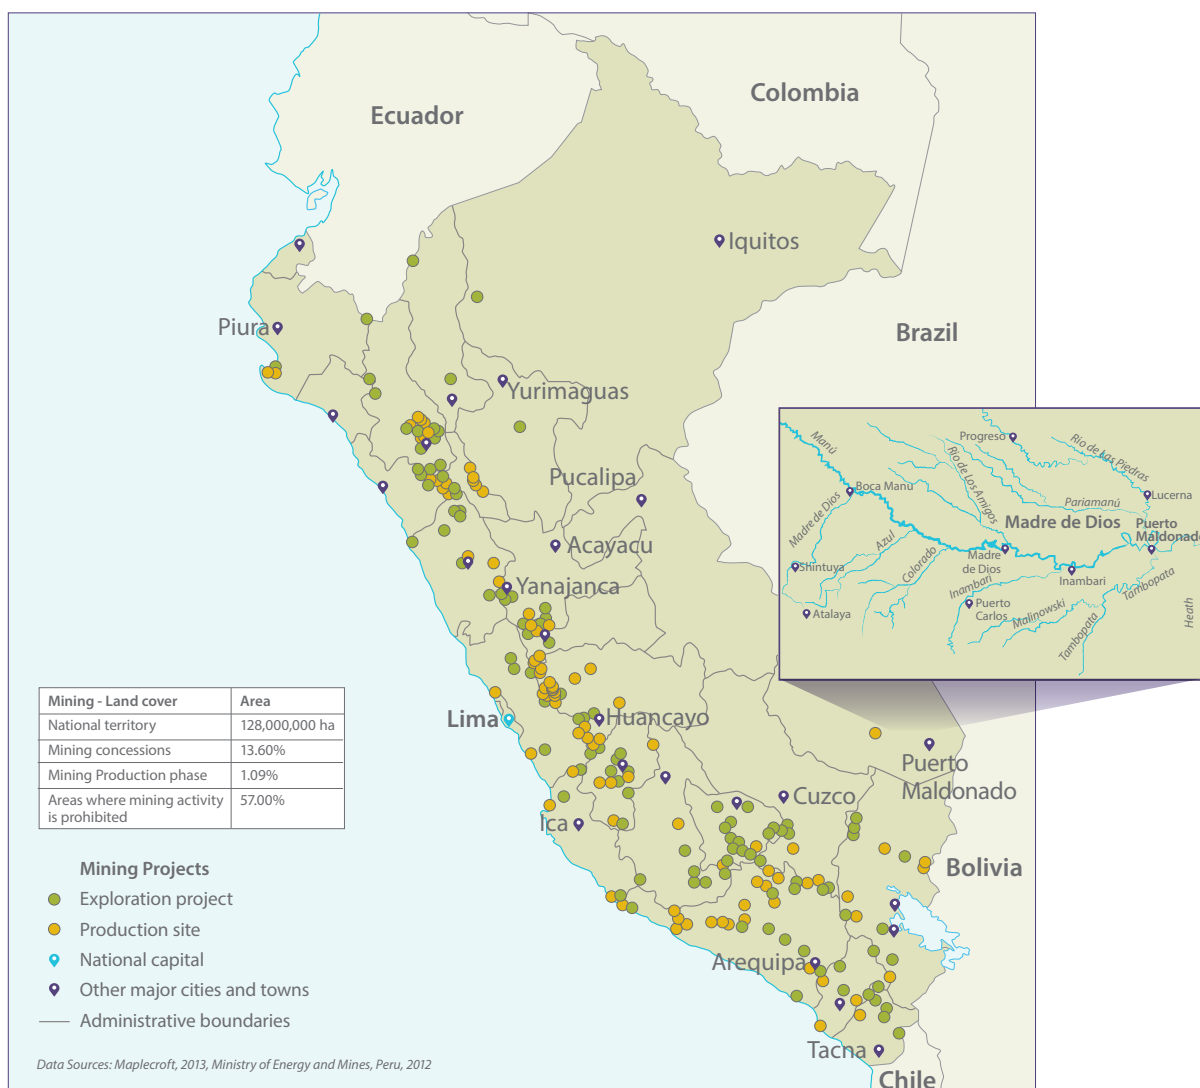 Colombia
Ecuador
Iquitos
Piura
Brazil
Yurimaguas
Pucalipa
Acayacu
Yanajanca
Lima
Huancayo
Puerto
Maldonado
Cuzco
Ica
Bolivia
Arequipa
Tacna
Chile
Manú
Progreso
Río de Las Piedras
Río de Los Amigos
Boca Manu
Lucerna
Pariamanú
Madre de Dios
Madre de Dios
Puerto
Maldonado
Azul
Colorado
Madre
de Dios
Shintuya
Inambari
Inambari
Tambopata
Puerto
Carlos
Malinowski
Atalaya
Tambopata
Heath
Mining - Land cover Area
National territory 128,000,000 ha
Mining concessions 13.60%
Mining Production phase 1.09%
Areas where mining activity 57.00%
is prohibited
Mining Projects
Exploration project
Production site
National capital
Other major cities and towns
Administrative boundaries
Data Sources: Maplecroft, 2013, Ministry of Energy and Mines, Peru, 2012